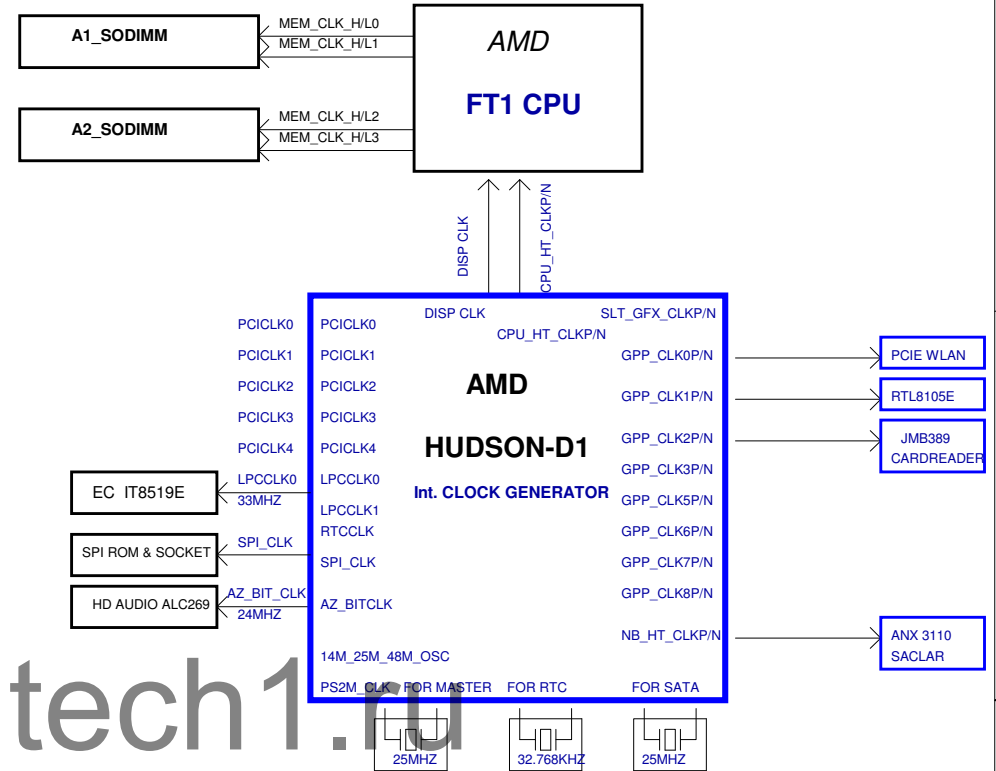 A1_SODIMM
MEM_CLK_H/L0
MEM_CLK_H/L1
AMD
FT1 CPU
A2_SODIMM
MEM_CLK_H/L2
MEM_CLK_H/L3
DISP CLK
CPU_HT_CLKP/N
DISP CLK
SLT_GFX_CLKP/N
CPU_HT_CLKP/N
PCICLK0
PCICLK0
PCICLK1
PCICLK1
PCICLK2
PCICLK2
PCICLK3
PCICLK3
PCICLK4
PCICLK4
AMD
HUDSON-D1
Int. CLOCK GENERATOR
GPP_CLK0P/N
PCIE WLAN
GPP_CLK1P/N
RTL8105E
GPP_CLK2P/N
JMB389
CARDREADER
GPP_CLK3P/N
GPP_CLK5P/N
GPP_CLK6P/N
GPP_CLK7P/N
GPP_CLK8P/N
NB_HT_CLKP/N
ANX 3110
SACLAR
EC IT8519E
LPCCLK0
33MHZ
LPCCLK0
LPCCLK1
RTCCLK
SPI ROM & SOCKET
SPI_CLK
SPI_CLK
HD AUDIO ALC269
AZ_BIT_CLK
24MHZ
AZ_BITCLK
14M_25M_48M_OSC
PS2M_CLK
FOR MASTER
FOR RTC
FOR SATA
25MHZ
32.768KHZ
25MHZ
tech1.ru